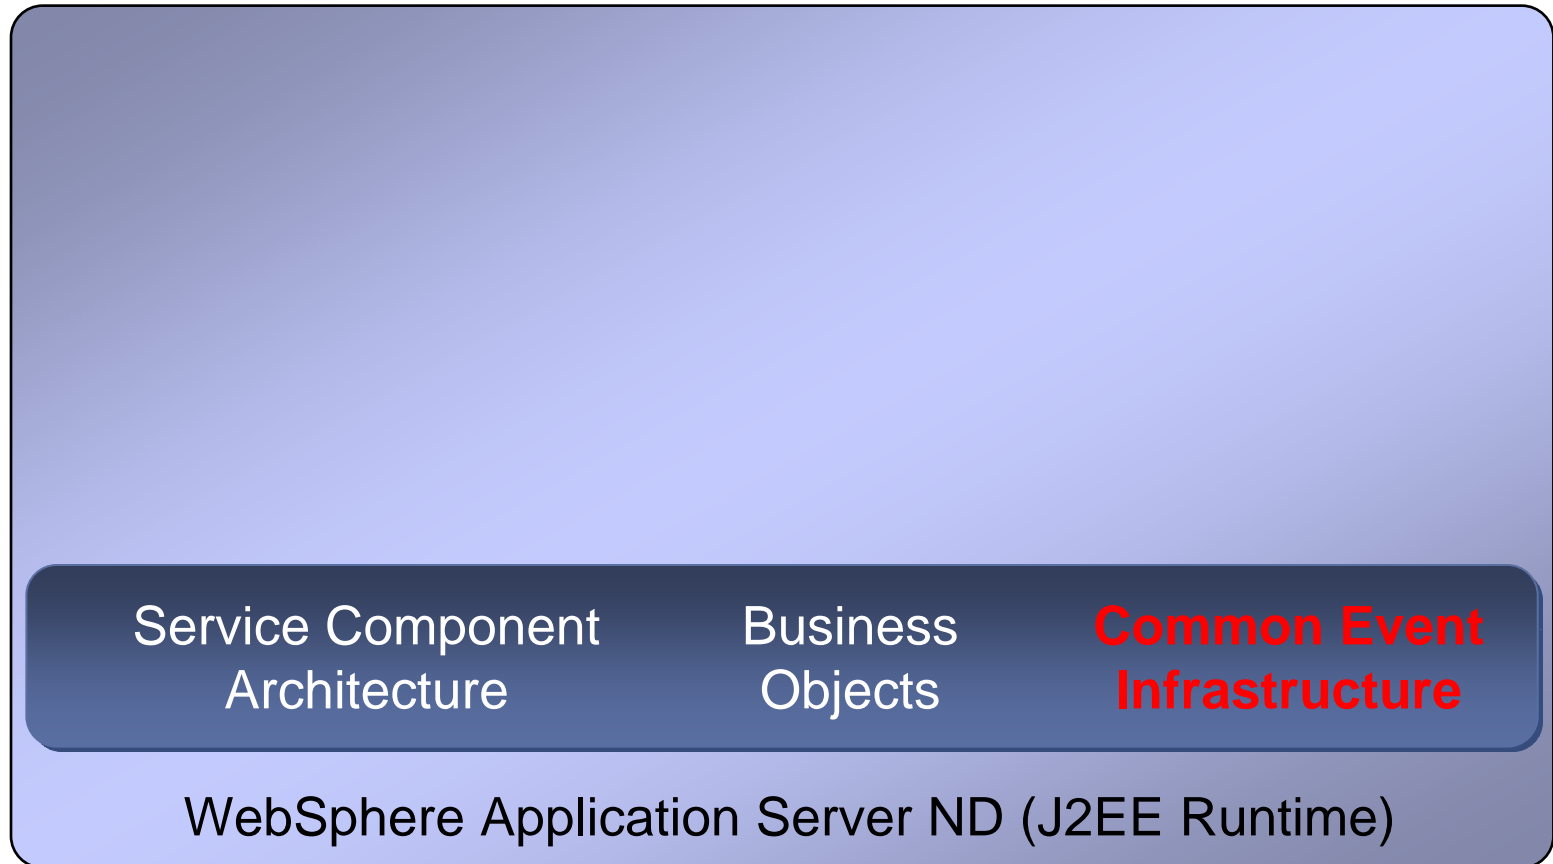 Service Component
Architecture
Business
Objects
Common Event
Infrastructure
WebSphere Application Server ND (J2EE Runtime)